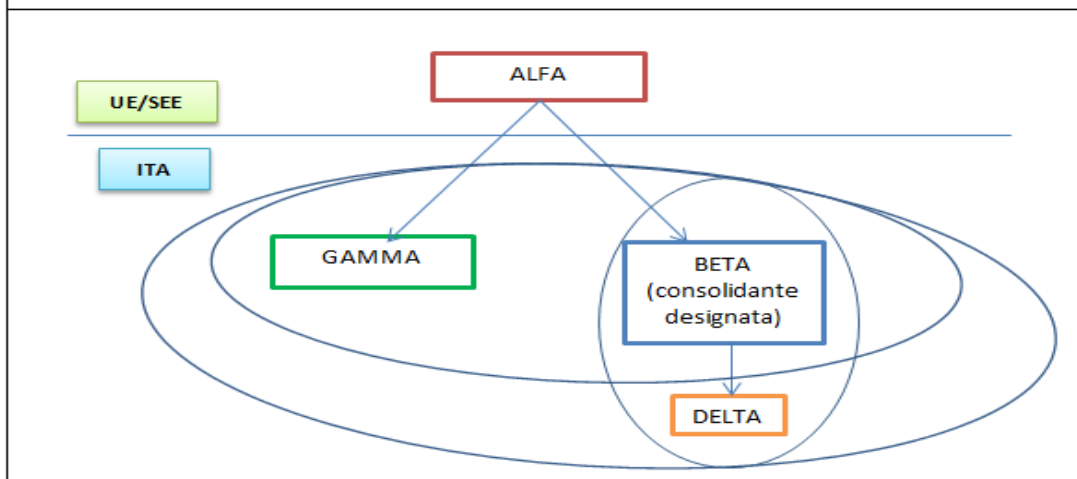 ALFA
UE/SEE
ITA
GAMMA
BETA
(consolidante
designata)
DELTA